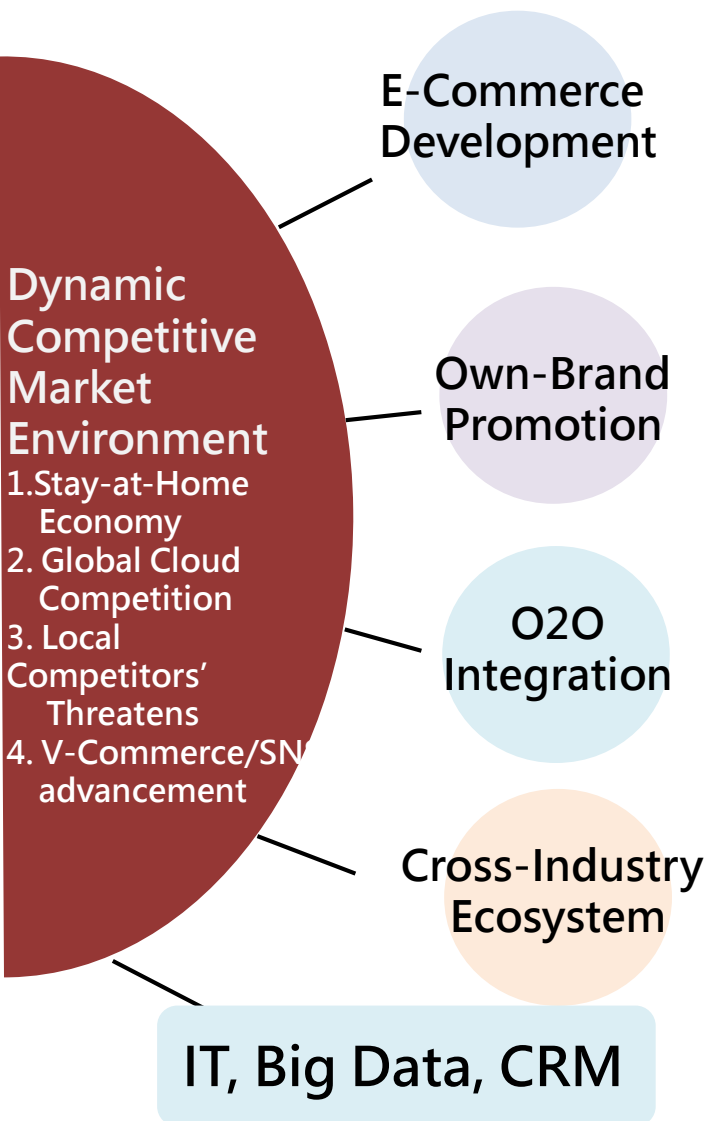 E-Commerce
Development
Dynamic
Competitive
Market
Environment
1.Stay-at-Home
Economy
2. Global Cloud
Competition
3. Local
Competitors’
Threatens
4. V-Commerce/SNS
advancement
Own-Brand
Promotion
O2O
Integration
Cross-Industry
Ecosystem
IT, Big Data, CRM